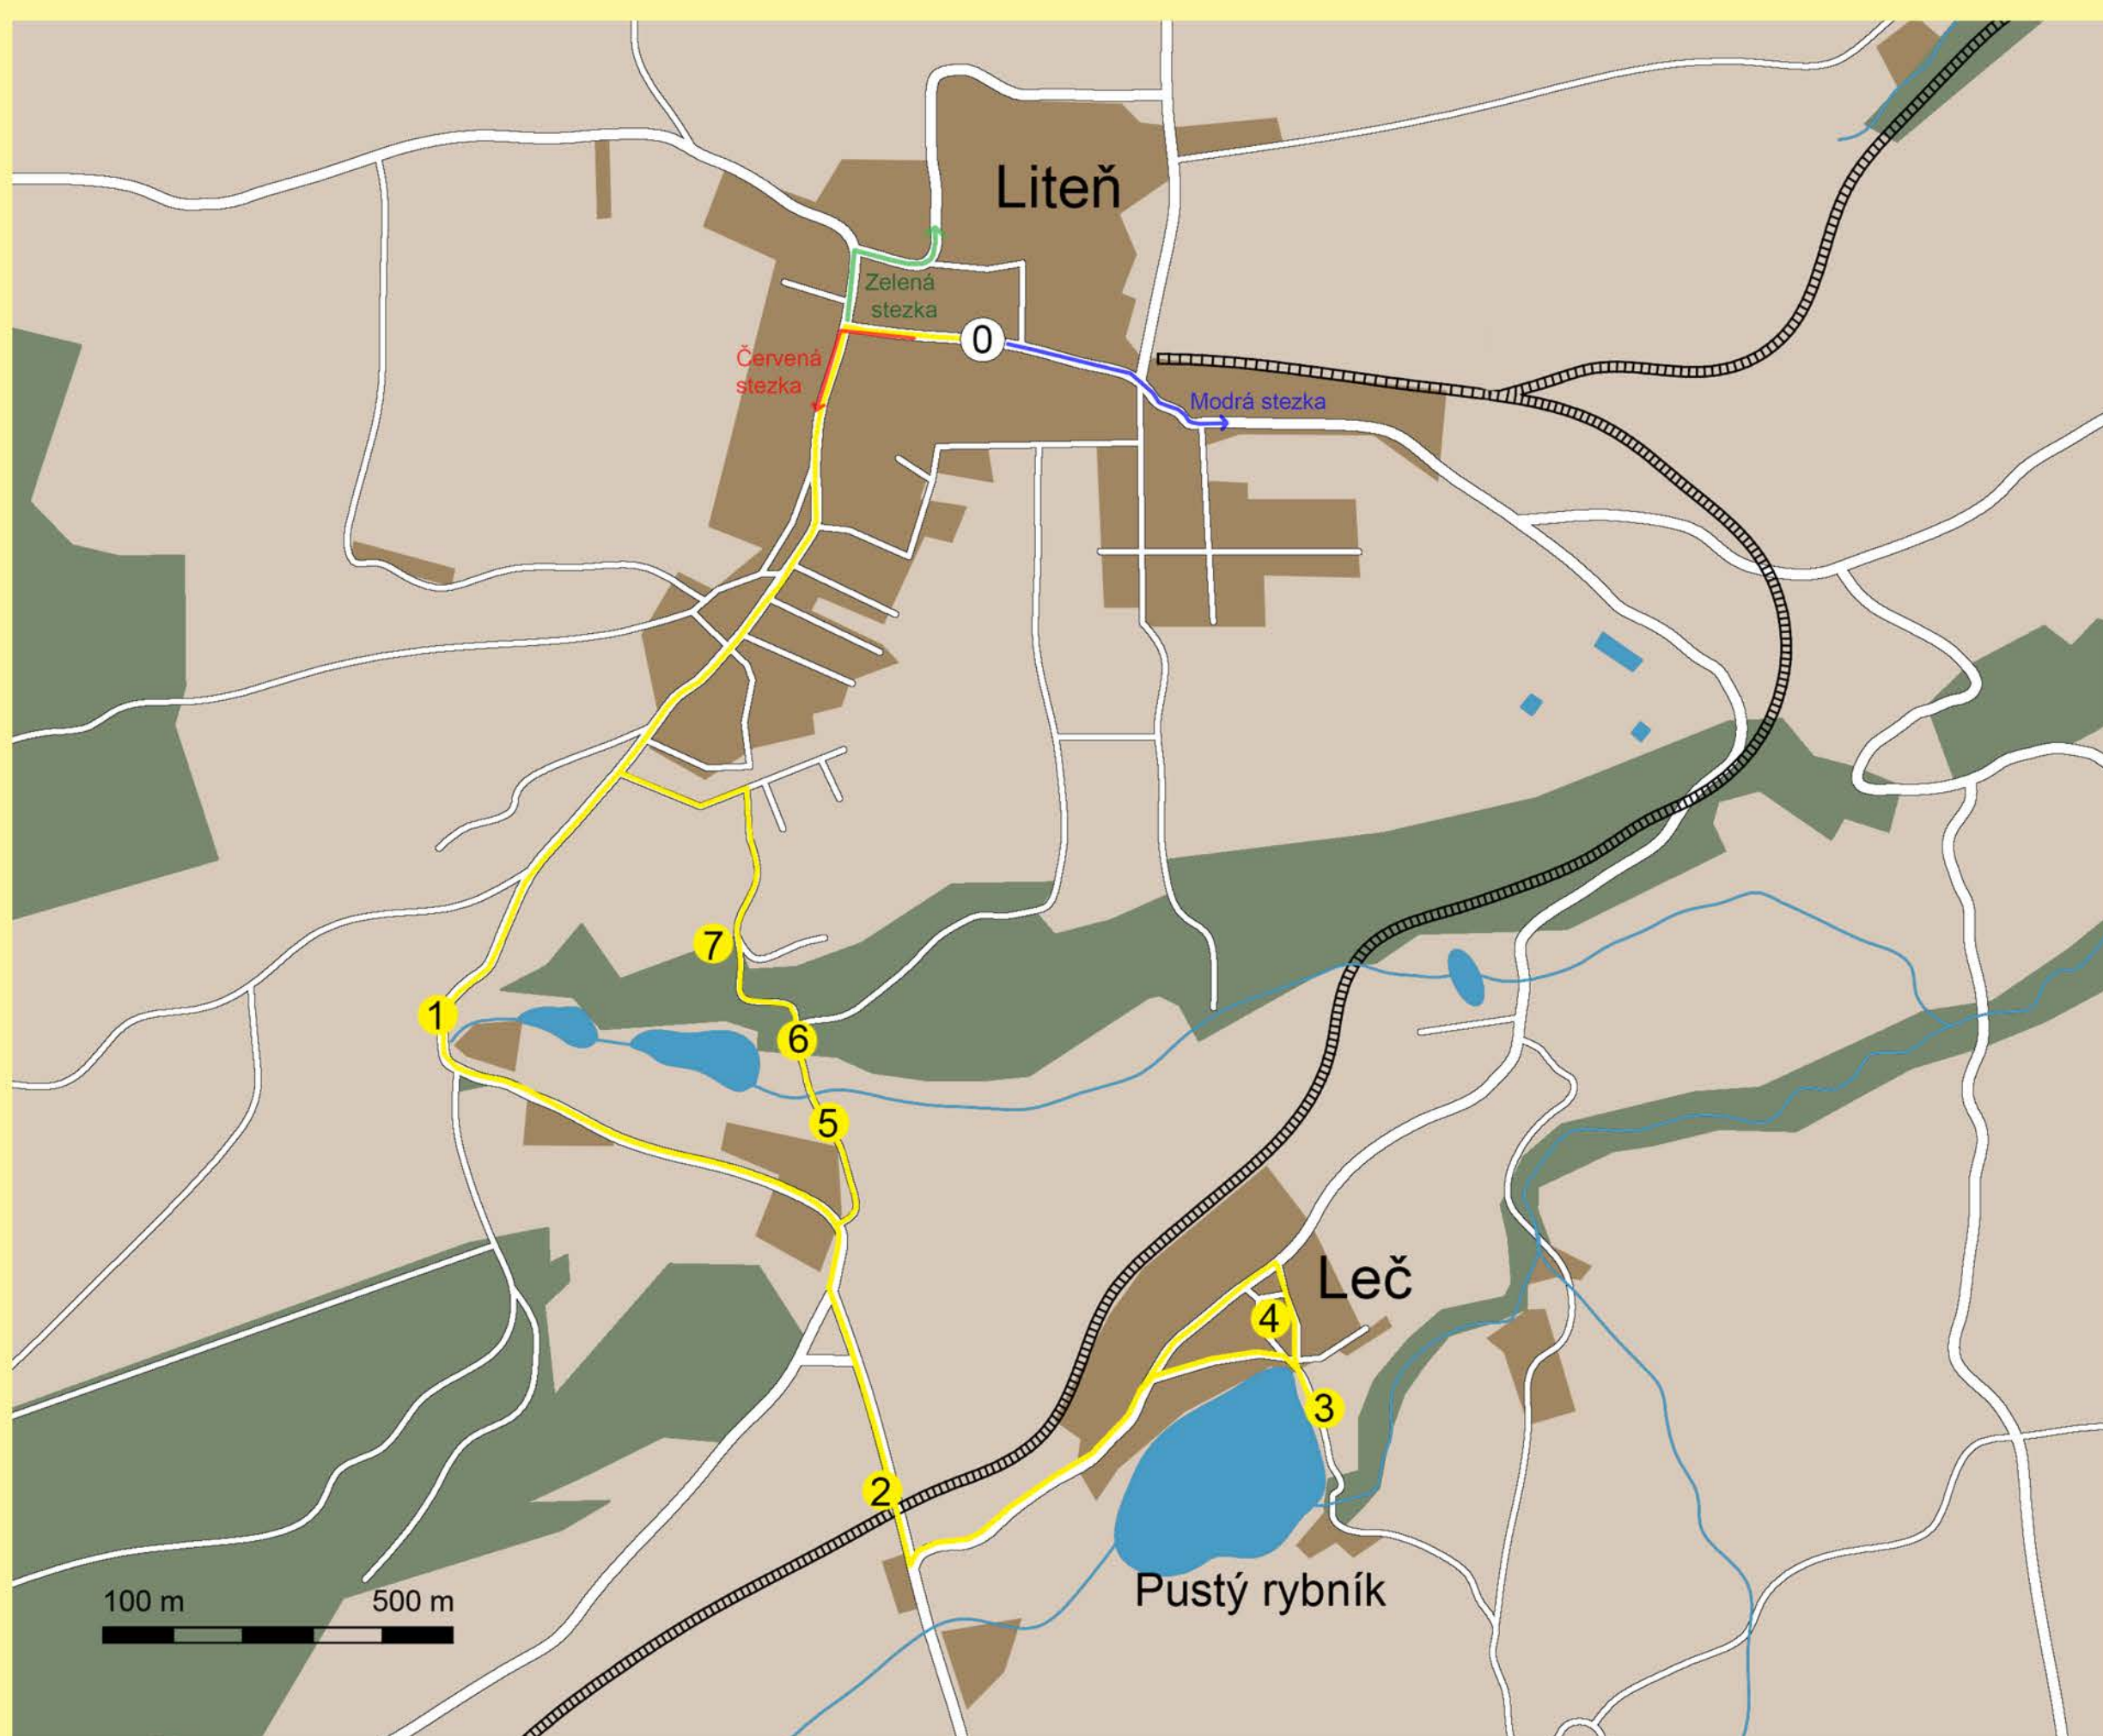 Liteň
Zelená
stezka
0
Červená
stezka
Modrá stezka
7
1
6
5
Leč
4
3
2
Pustý rybník
100 m 500 m